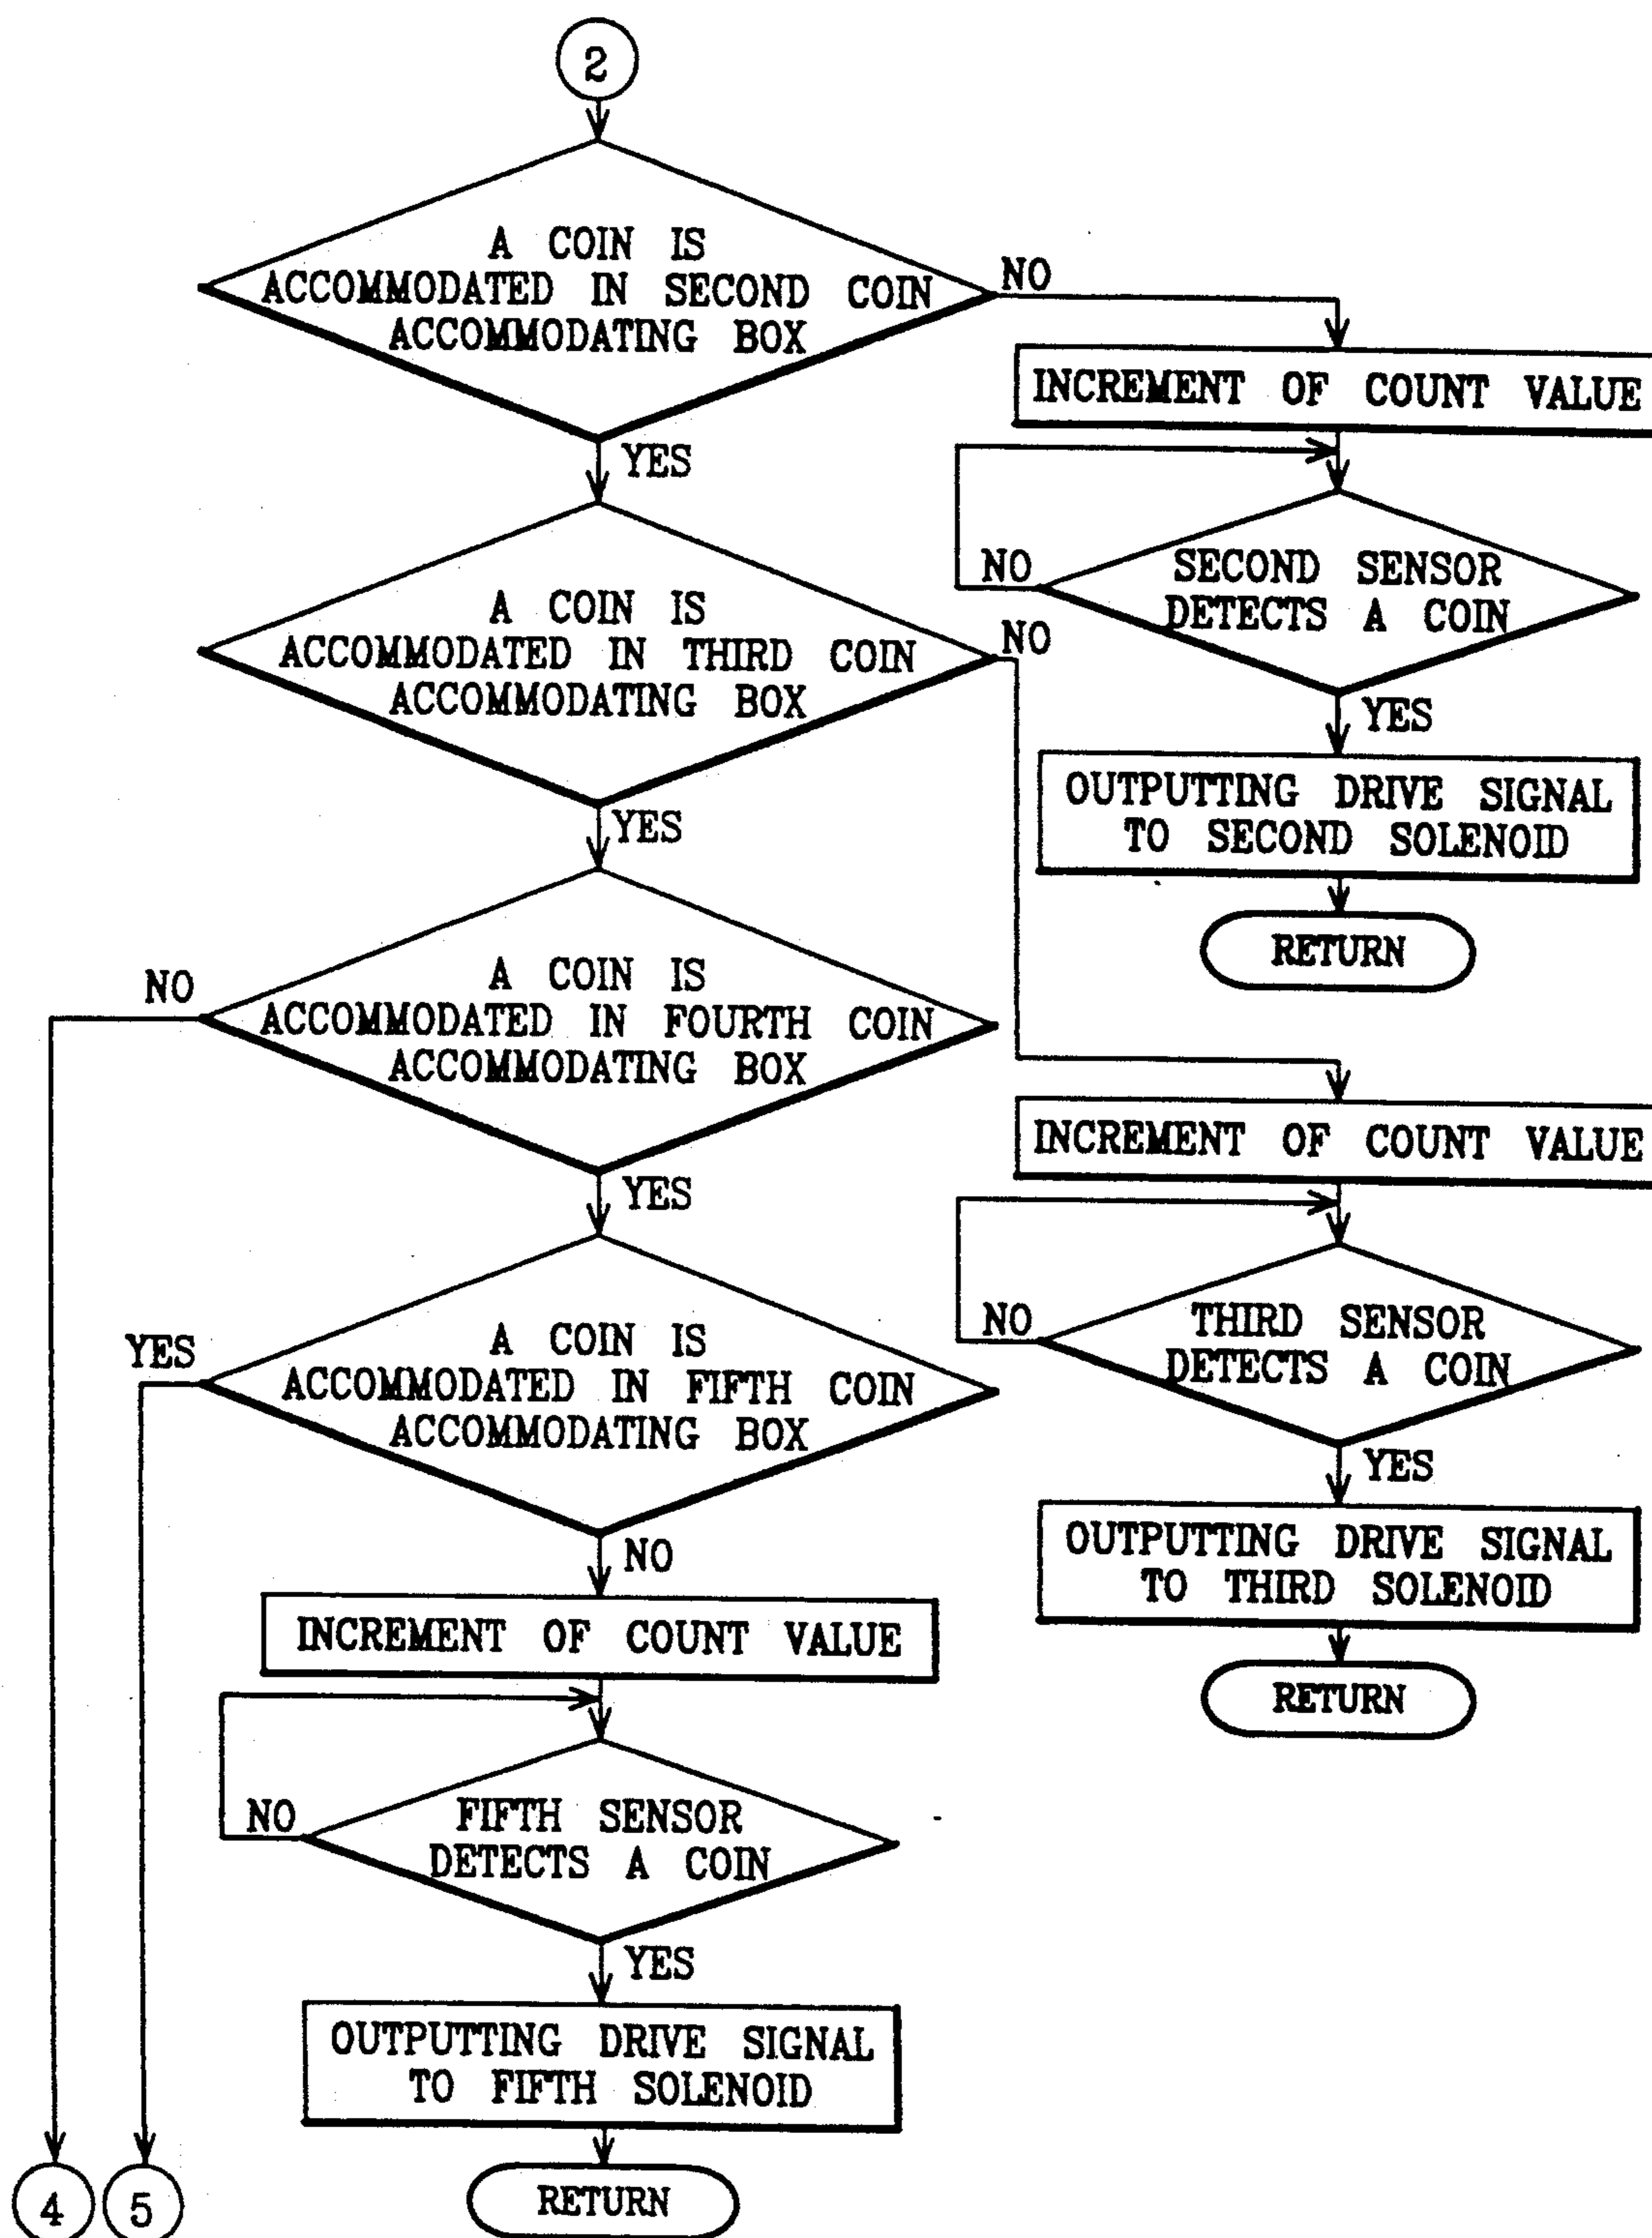 2
A COIN IS
ACCOMMODATED IN SECOND COIN
ACCOMMODATING BOX
NO
INCREMENT OF COUNT VALUE
YES
NO
SECOND SENSOR
DETECTS A COIN
YES
OUTPUTTING DRIVE SIGNAL
TO SECOND SOLENOID
RETURN
A COIN IS
ACCOMMODATED IN THIRD COIN
ACCOMMODATING BOX
NO
YES
INCREMENT OF COUNT VALUE
NO
THIRD SENSOR
DETECTS A COIN
YES
OUTPUTTING DRIVE SIGNAL
TO THIRD SOLENOID
RETURN
NO
A COIN IS
ACCOMMODATED IN FOURTH COIN
ACCOMMODATING BOX
YES
YES
A COIN IS
ACCOMMODATED IN FIFTH COIN
ACCOMMODATING BOX
NO
INCREMENT OF COUNT VALUE
NO
FIFTH SENSOR
DETECTS A COIN
YES
OUTPUTTING DRIVE SIGNAL
TO FIFTH SOLENOID
RETURN
4
5